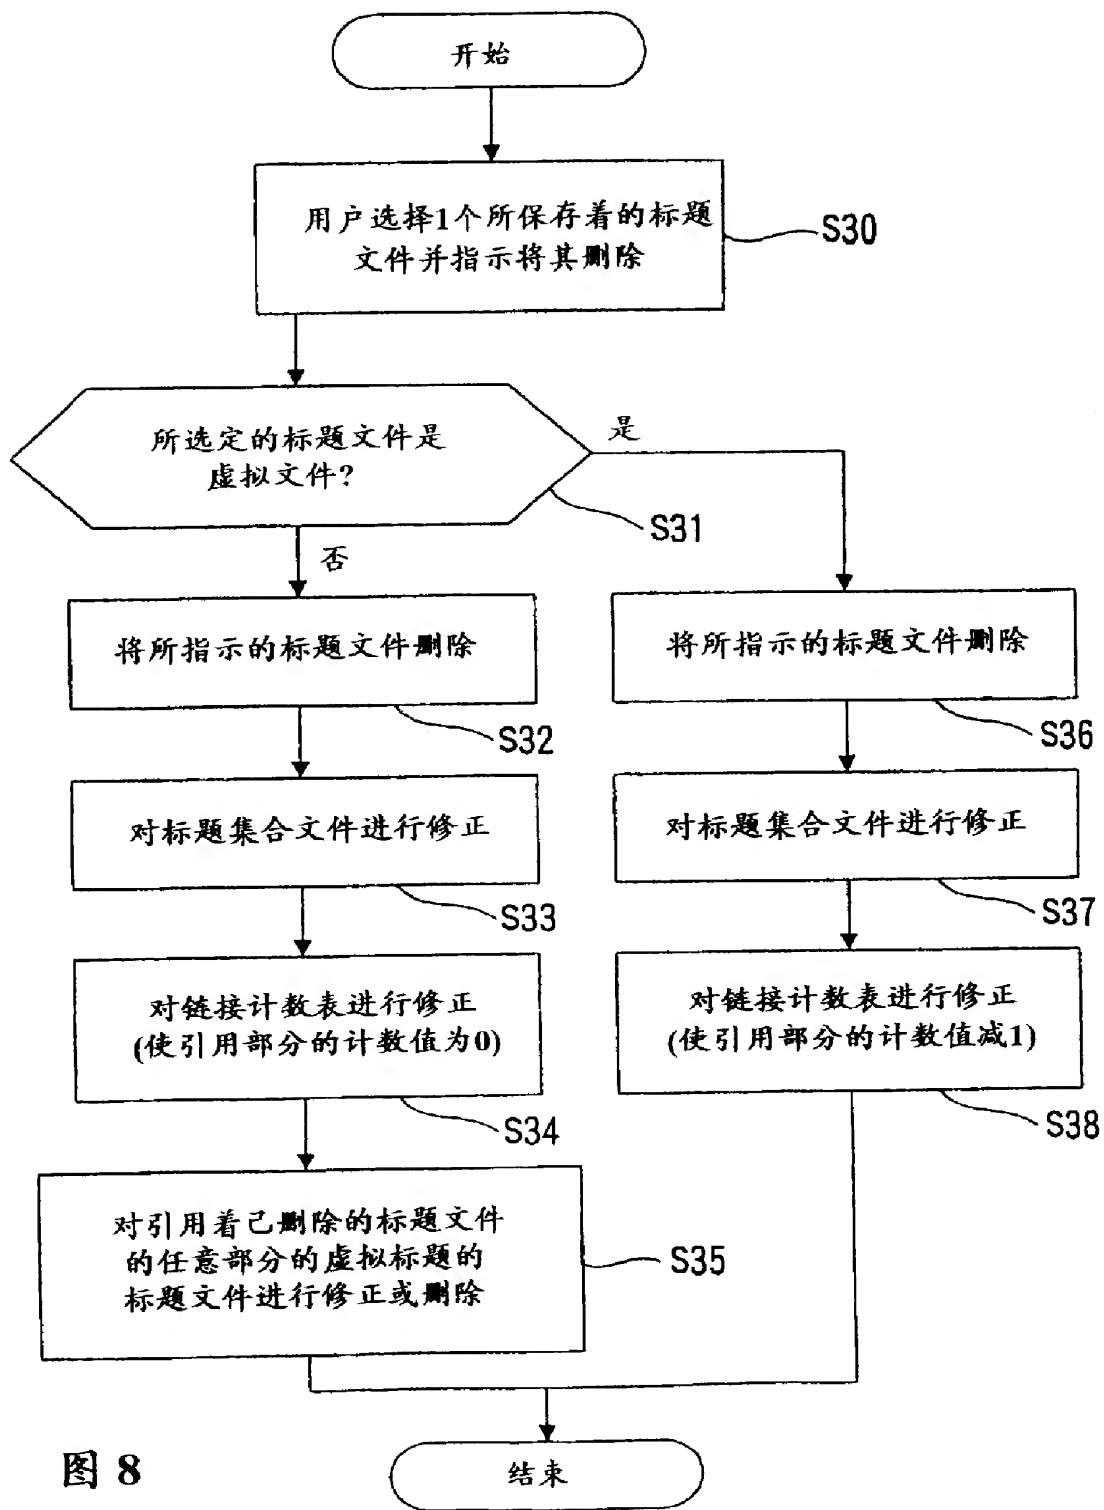 开始
用户选择1个所保存着的标题
文件并指示将其删除
S30
所选定的标题文件是
虚拟文件?
是
S31
否
将所指示的标题文件删除
S32
对标题集合文件进行修正
S33
对链接计数表进行修正
(使引用部分的计数值为0)
S34
对引用着已删除的标题文件
的任意部分的虚拟标题的
标题文件进行修正或删除
S35
将所指示的标题文件删除
S36
对标题集合文件进行修正
S37
对链接计数表进行修正
(使引用部分的计数值减1)
S38
结束
图 8